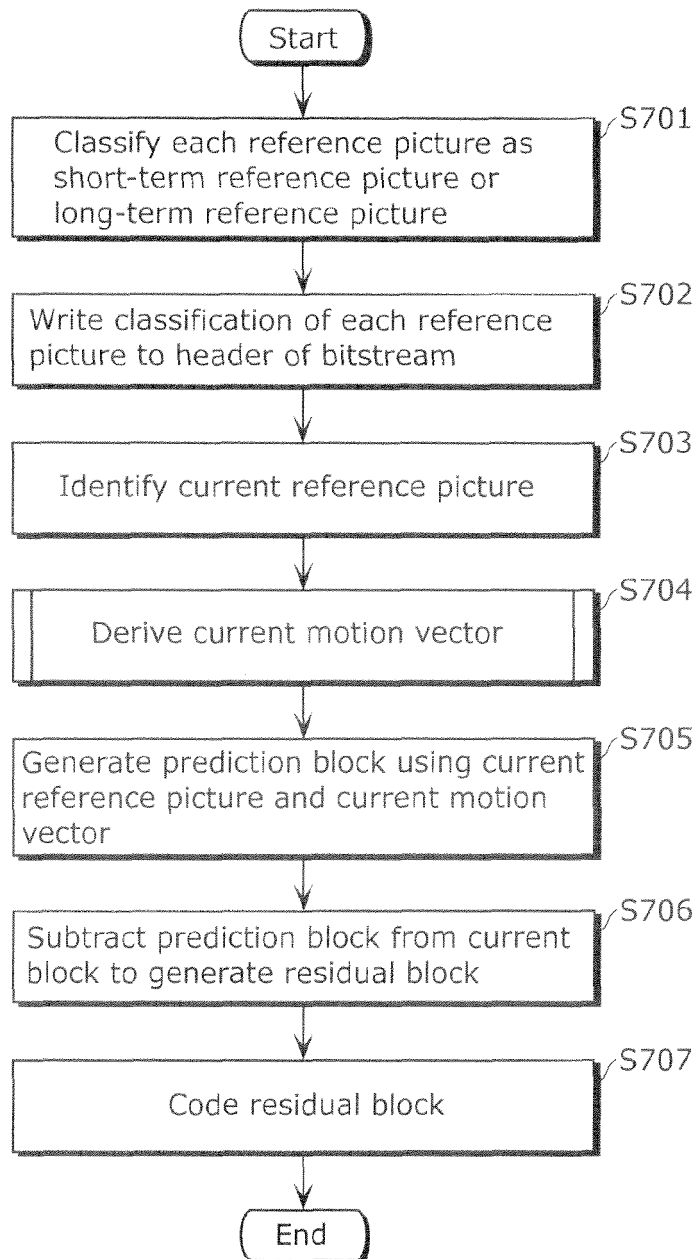 Start
S701
Classify each reference picture as
short-term reference picture or
long-term reference picture
S702
Write classification of each reference
picture to header of bitstream
S703
Identify current reference picture
S704
Derive current motion vector
S705
Generate prediction block using current
reference picture and current motion
vector
S706
Subtract prediction block from current
block to generate residual block
S707
Code residual block
End